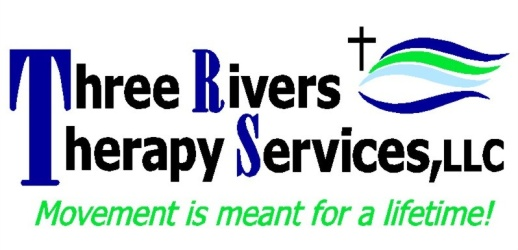 Three Rivers
Therapy Services,LLC
Movement is meant for a lifetime!